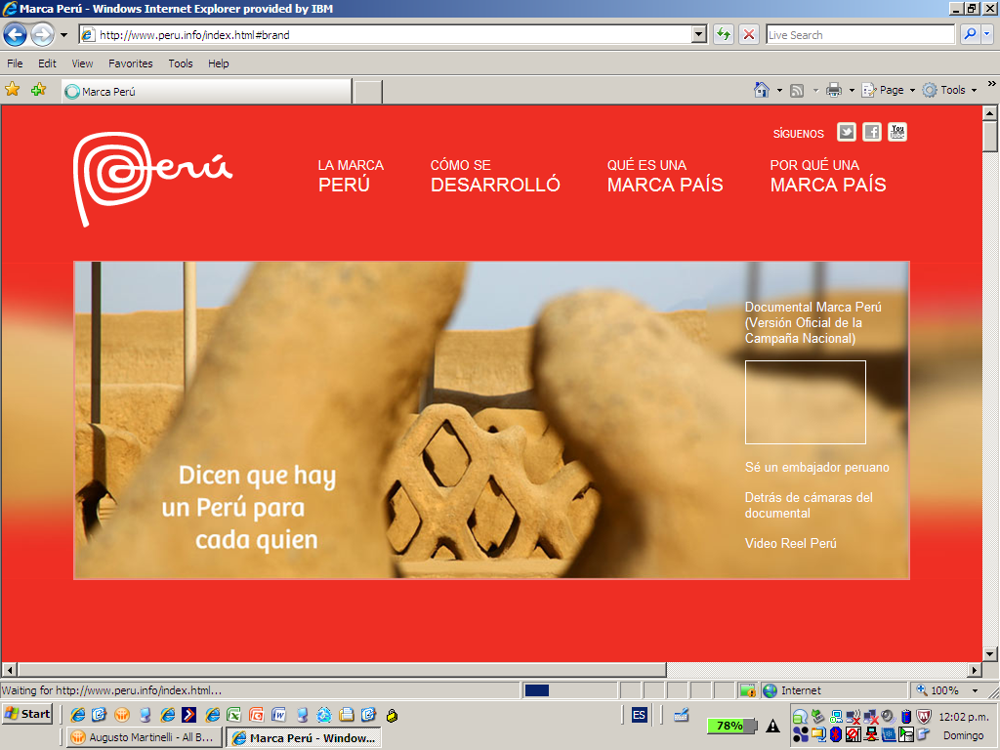 Marca Perú - Windows Internet Explorer provided by IBM
http://www.peru.info/index.html#brand
Live Search
File Edit View Favorites Tools Help
Marca Perú
Page Tools
SÍGUENOS
You Tube
Perú
LA MARCA
PERÚ
CÓMO SE
DESARROLLÓ
QUÉ ES UNA
MARCA PAÍS
POR QUÉ UNA
MARCA PAÍS
Documental Marca Perú
(Versión Oficial de la
Campaña Nacional)
Dicen que hay
un Perú para
cada quien
Sé un embajador peruano
Detrás de cámaras del
documental
Video Reel Perú
Waiting for http://www.peru.info/index.html...
Internet
100%
Start
ES
78%
12:02 p.m.
Domingo
Augusto Martinelli - All B...
Marca Perú - Window...